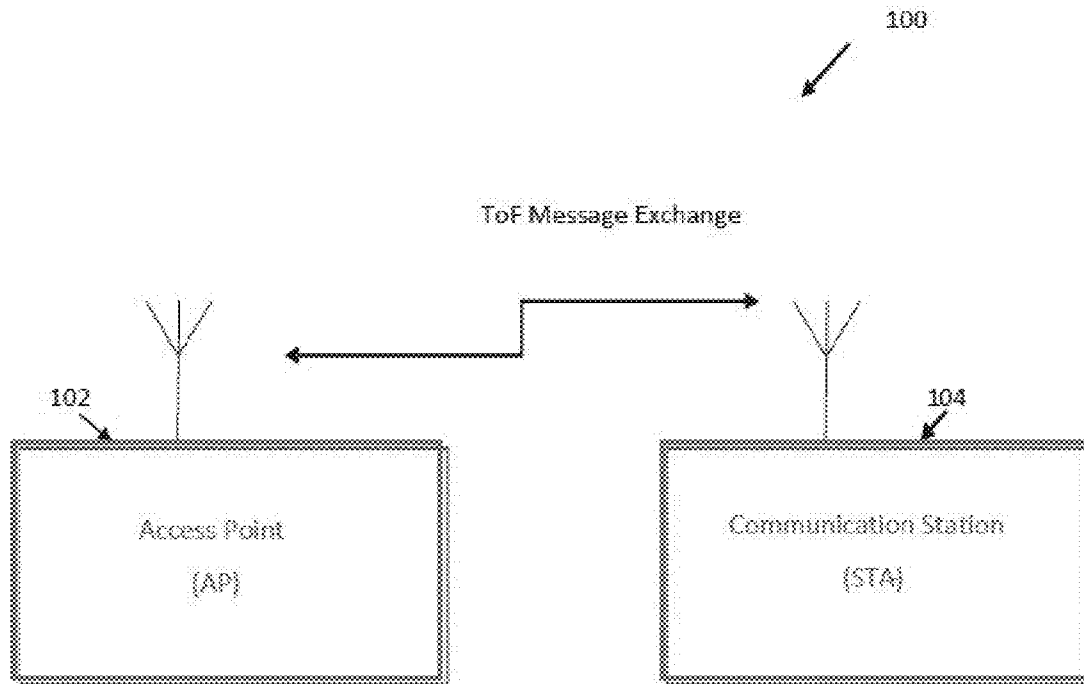 100
ToF Message Exchange
102
104
Access Point
(AP)
Communication Station
(STA)